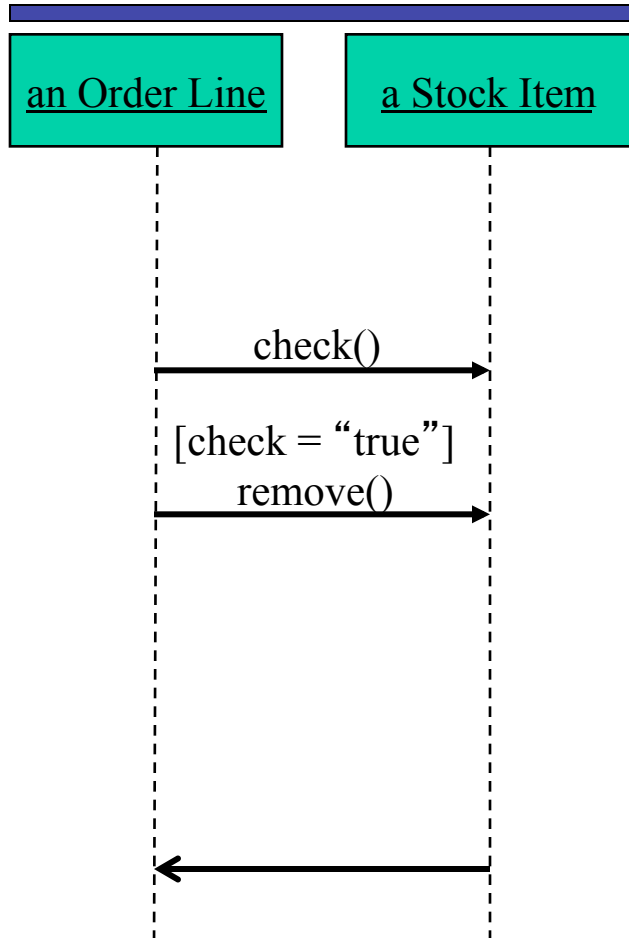 an Order Line
a Stock Item
check()
[check = “true”]
remove()